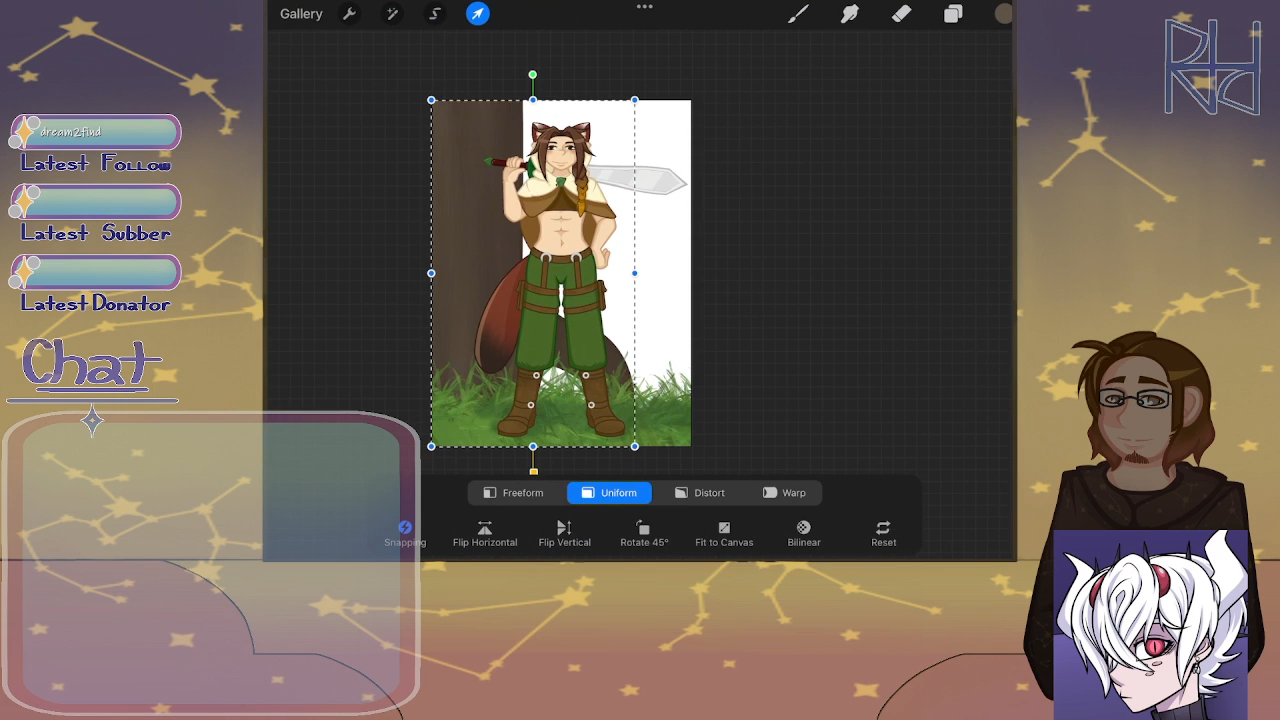 Gallery
dream2find
Latest Follow
Latest Subber
Latest Donator
Chat
Freeform
Uniform
Distort
Warp
Snapping
Flip Horizontal
Flip Vertical
Rotate 45°
Fit to Canvas
Bilinear
Reset